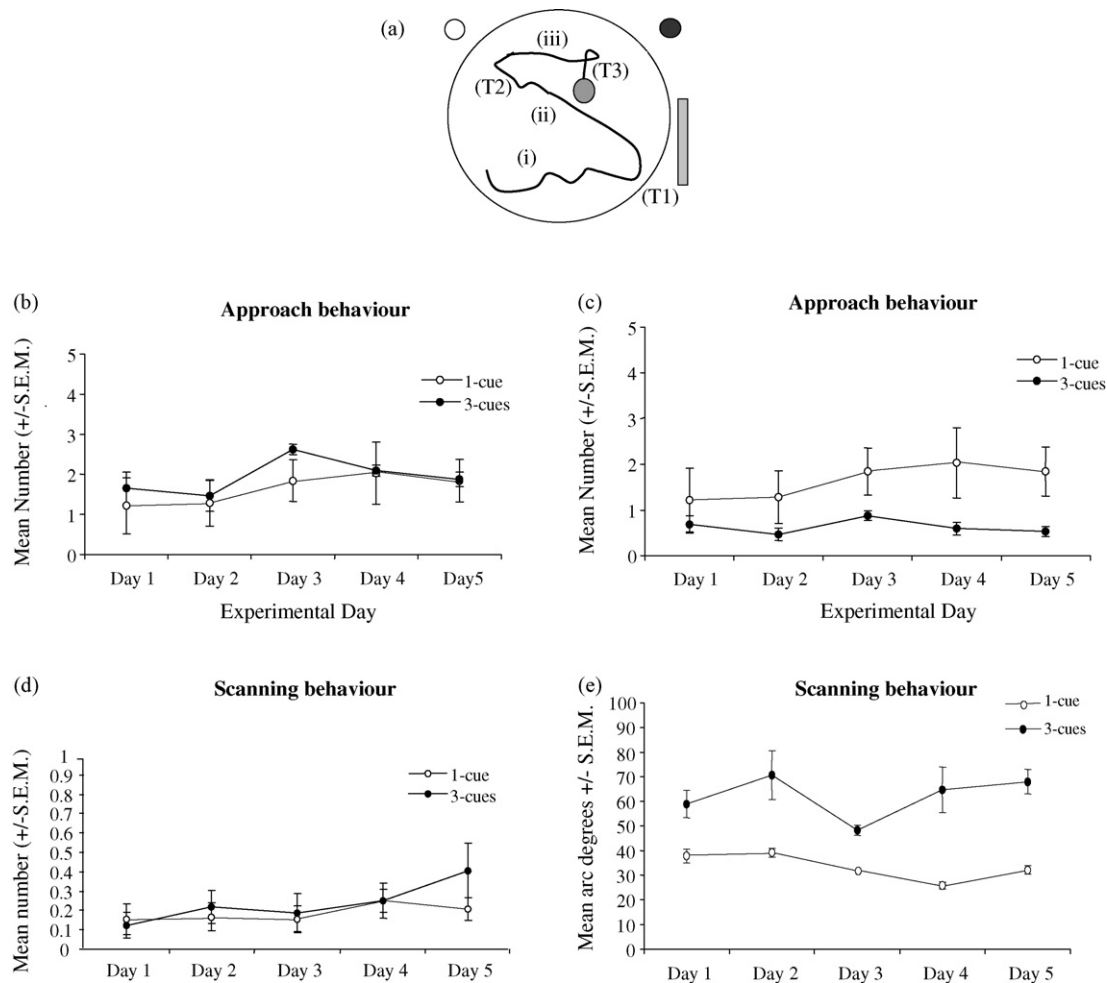 (a)
(iii)
(T2)
(T3)
(ii)
(i)
(T1)
(b)
Approach behaviour
Mean Number (+/-S.E.M.)
5
4
3
2
1
0
1-cue
3-cues
Day 1
Day 2
Day 3
Day 4
Day5
Experimental Day
(c)
Approach behaviour
Mean Number (+/-S.E.M.)
5
4
3
2
1
0
1-cue
3-cues
Day 1
Day 2
Day 3
Day 4
Day 5
Experimental Day
(d)
Scanning behaviour
Mean number (+/-S.E.M.)
1
0.9
0.8
0.7
0.6
0.5
0.4
0.3
0.2
0.1
0
1-cue
3-cues
Day 1
Day 2
Day 3
Day 4
Day 5
(e)
Scanning behaviour
Mean arc degrees +/- S.E.M.
100
90
80
70
60
50
40
30
20
10
0
1-cue
3-cues
Day 1
Day 2
Day 3
Day 4
Day 5